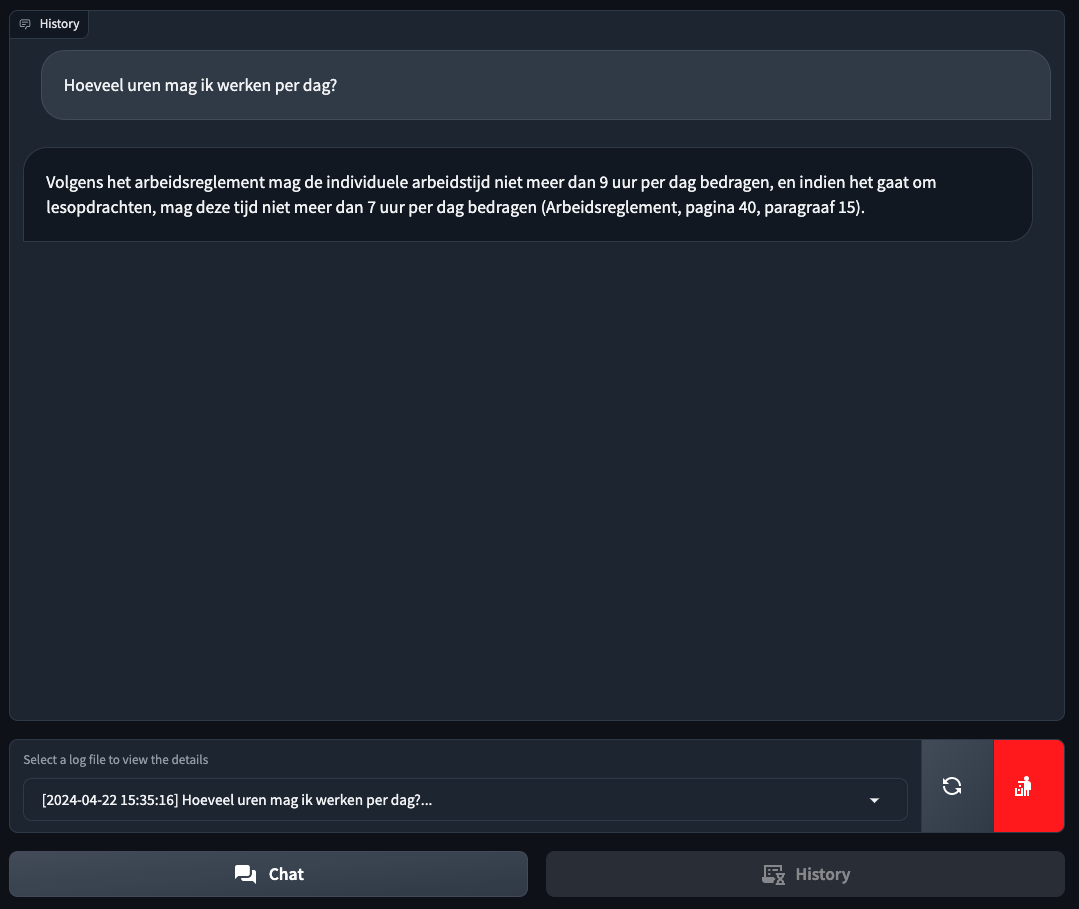 History
Hoeveel uren mag ik werken per dag?
Volgens het arbeidsreglement mag de individuele arbeidstijd niet meer dan 9 uur per dag bedragen, en indien het gaat om
lesopdrachten, mag deze tijd niet meer dan 7 uur per dag bedragen (Arbeidsreglement, pagina 40, paragraaf 15).
Select a log file to view the details
[2024-04-22 15:35:16] Hoeveel uren mag ik werken per dag?...
Chat
History